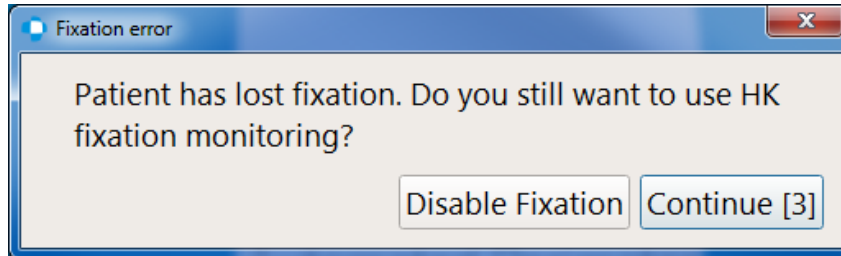 Fixation error
Patient has lost fixation. Do you still want to use HK
fixation monitoring?
Disable Fixation Continue [3]